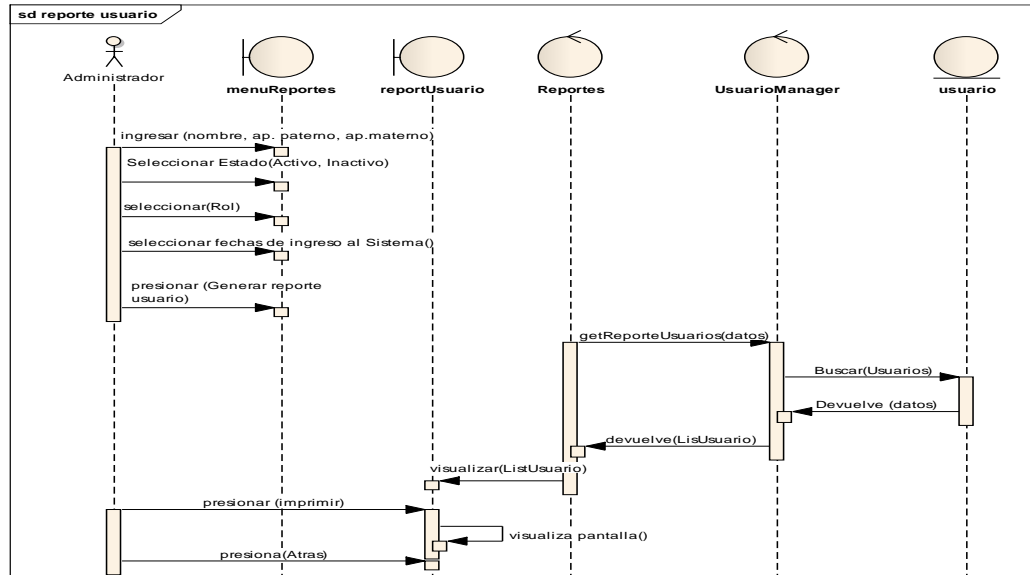 sd reporte usuario
Administrador
menuReportes
reportUsuario
Reportes
UsuarioManager
usuario
ingresar (nombre, ap. paterno, ap.materno)
Seleccionar Estado(Activo, Inactivo)
seleccionar(Rol)
seleccionar fechas de ingreso al Sistema()
presionar (Generar reporte
usuario)
getReporteUsuarios(datos)
Buscar(Usuarios)
Devuelve (datos)
devuelve(LisUsuario)
visualizar(ListUsuario)
presionar (imprimir)
visualiza pantalla()
presiona(Atras)